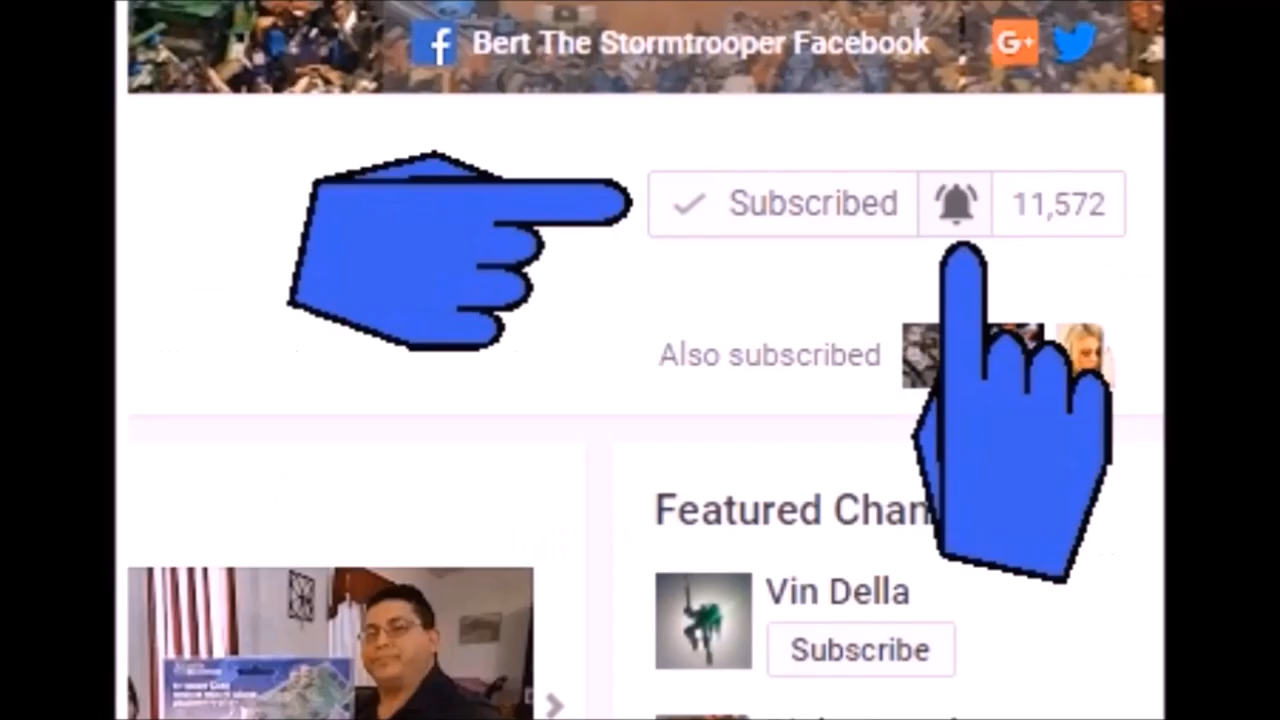 f Bert The Stormtrooper Facebook G+
Subscribed 11,572
Also subscribed
Featured Chan
Vin Della
Subscribe